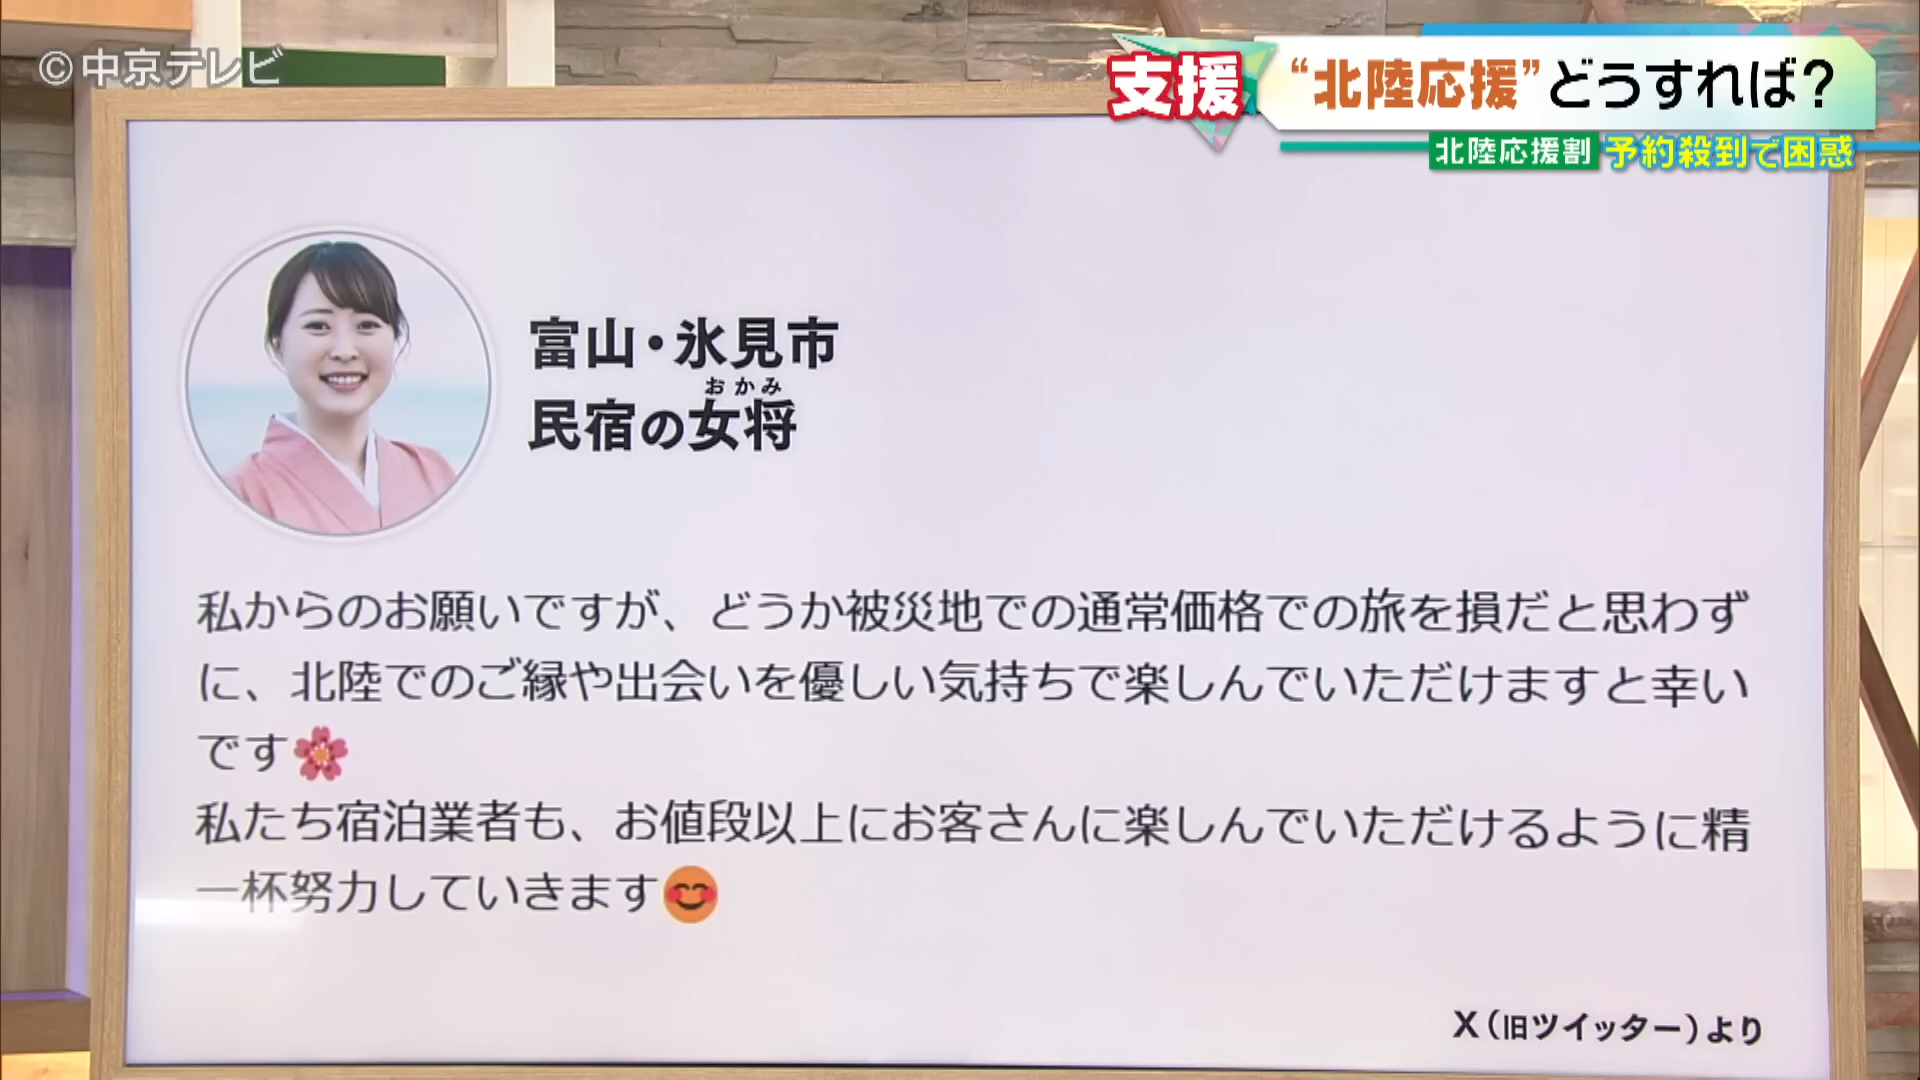 ©中京テレビ
支援
“北陸応援”どうすれば?
北陸応援割 予約殺到で困惑
富山・氷見市
おかみ
民宿の女将
私からのお願いですが、どうか被災地での通常価格での旅を損だと思わず
に、北陸でのご縁や出会いを優しい気持ちで楽しんでいただけますと幸い
です🌸
私たち宿泊業者も、お値段以上にお客さんに楽しんでいただけるように精
一杯努力していきます😊
X(旧ツイッター)より